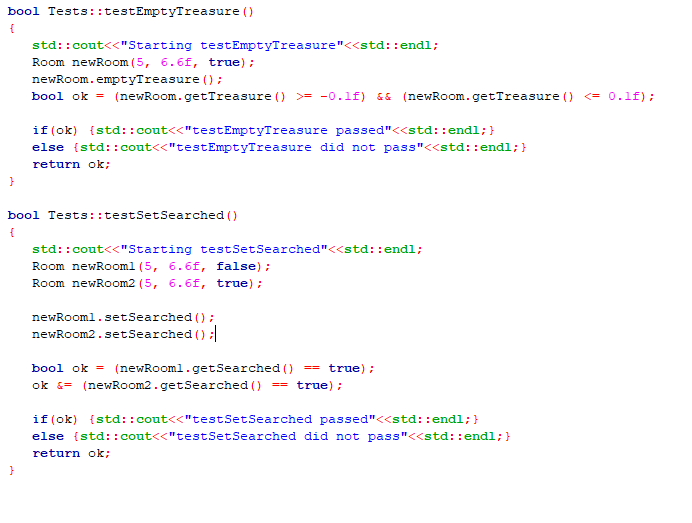 bool Tests::testEmptyTreasure()
{
   std::cout<<"Starting testEmptyTreasure"<<std::endl;
   Room newRoom(5, 6.6f, true);
   newRoom.emptyTreasure();
   bool ok = (newRoom.getTreasure() >= -0.1f) && (newRoom.getTreasure() <= 0.1f);

   if(ok) {std::cout<<"testEmptyTreasure passed"<<std::endl;}
   else {std::cout<<"testEmptyTreasure did not pass"<<std::endl;}
   return ok;
}

bool Tests::testSetSearched()
{
   std::cout<<"Starting testSetSearched"<<std::endl;
   Room newRoom1(5, 6.6f, false);
   Room newRoom2(5, 6.6f, true);

   newRoom1.setSearched();
   newRoom2.setSearched();

   bool ok = (newRoom1.getSearched() == true);
   ok &= (newRoom2.getSearched() == true);

   if(ok) {std::cout<<"testSetSearched passed"<<std::endl;}
   else {std::cout<<"testSetSearched did not pass"<<std::endl;}
   return ok;
}